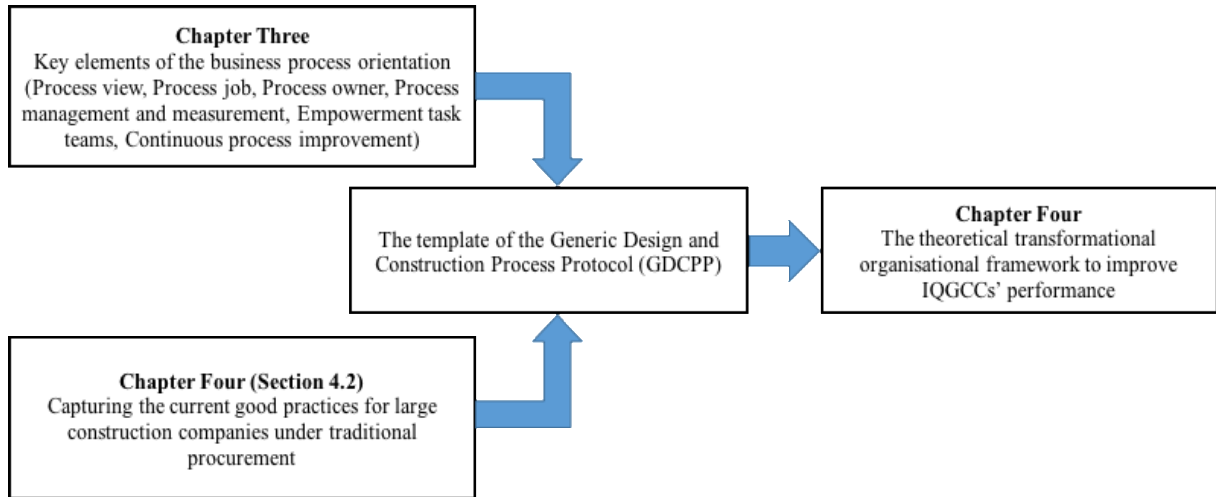 Chapter Three
Key elements of the business process orientation
(Process view, Process job, Process owner, Process
management and measurement, Empowerment task
teams, Continuous process improvement)
The template of the Generic Design and
Construction Process Protocol (GDCPP)
Chapter Four
The theoretical transformational
organisational framework to improve
IQGCCs’ performance
Chapter Four (Section 4.2)
Capturing the current good practices for large
construction companies under traditional
procurement